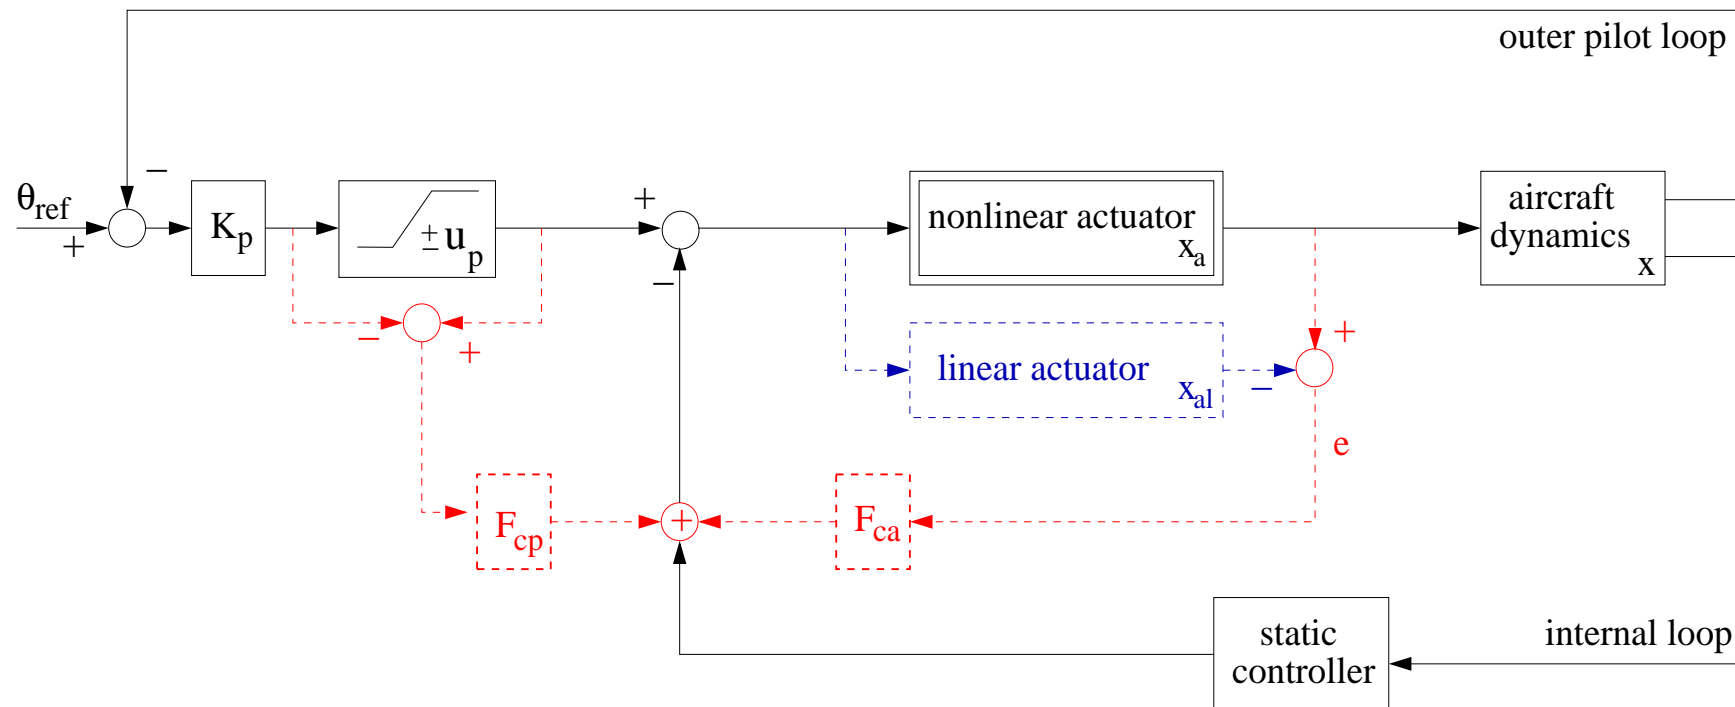 outer pilot loop
−
θref
+
Kp
± up
+
−
nonlinear actuator
xa
aircraft
dynamics
x
−
+
linear actuator
xal
+
−
e
Fcp
+
Fca
static
controller
internal loop